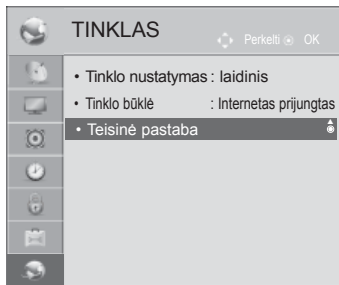 TINKLAS
Perkelti OK
• Tinklo nustatymas : laidinis
• Tinklo būklė : Internetas prijungtas
• Teisinė pastaba